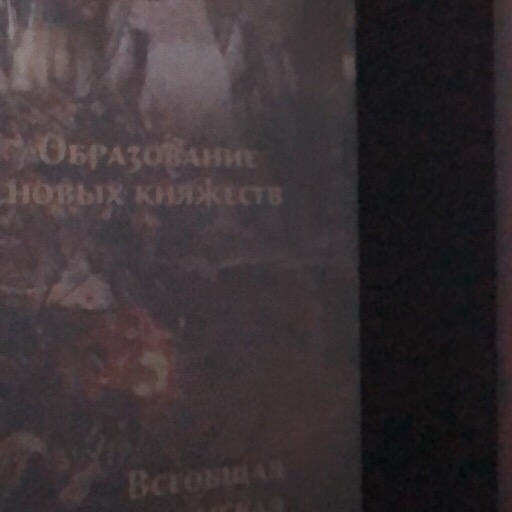 Образование
новых княжеств
Всеобщая